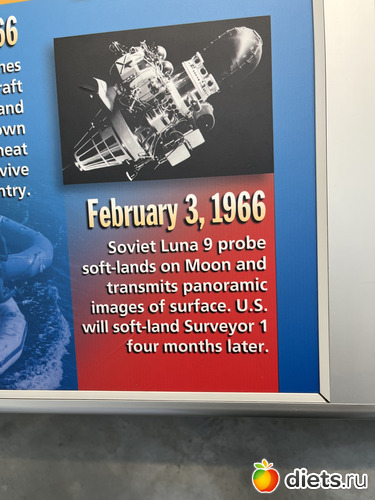 66
nes
raft
and
own
heat
vive
ntry.
February 3, 1966
Soviet Luna 9 probe
soft-lands on Moon and
transmits panoramic
images of surface. U.S.
will soft-land Surveyor 1
four months later.
diets.ru